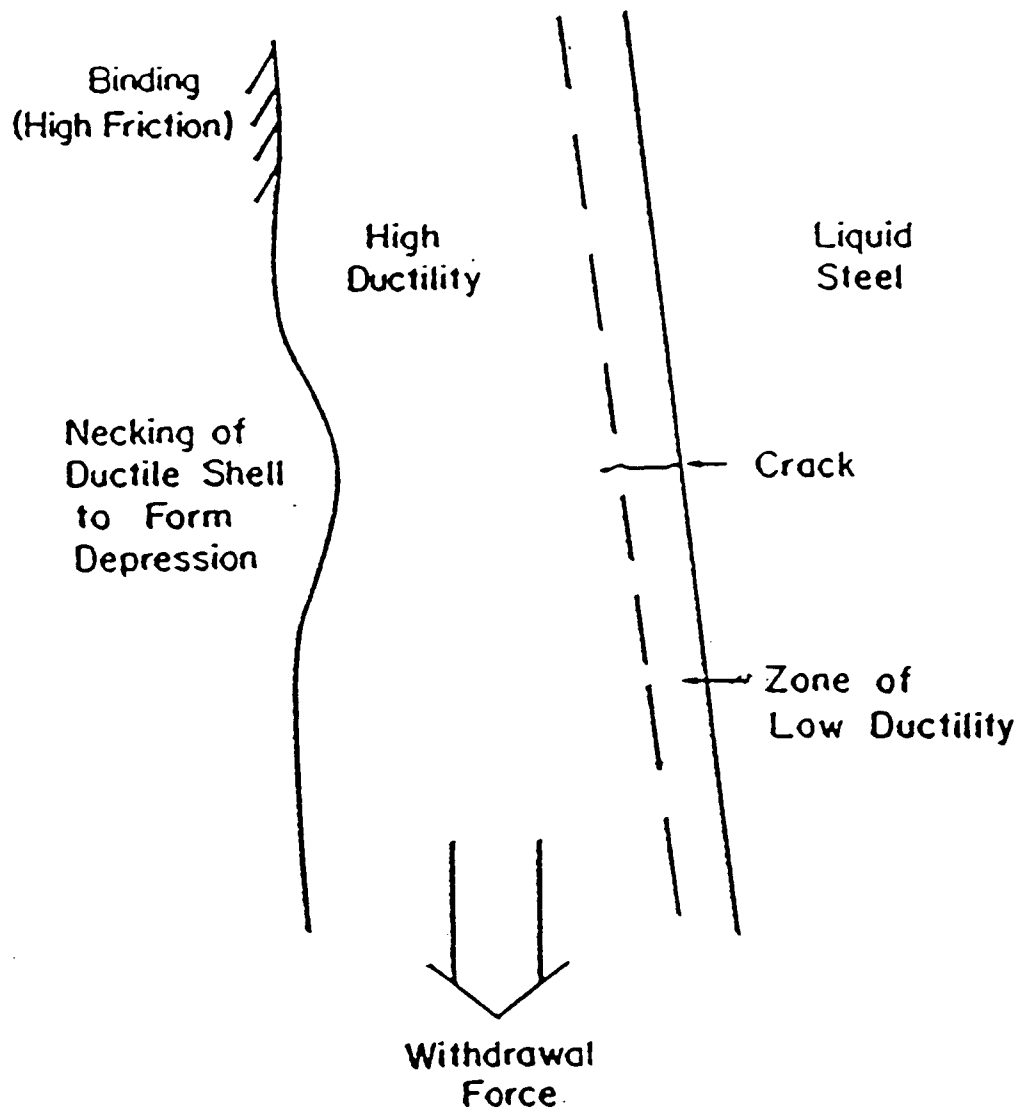 Binding
(High Friction)
High
Ductility
Liquid
Steel
Necking of
Ductile Shell
to Form
Depression
Crack
Zone of
Low Ductility
Withdrawal
Force